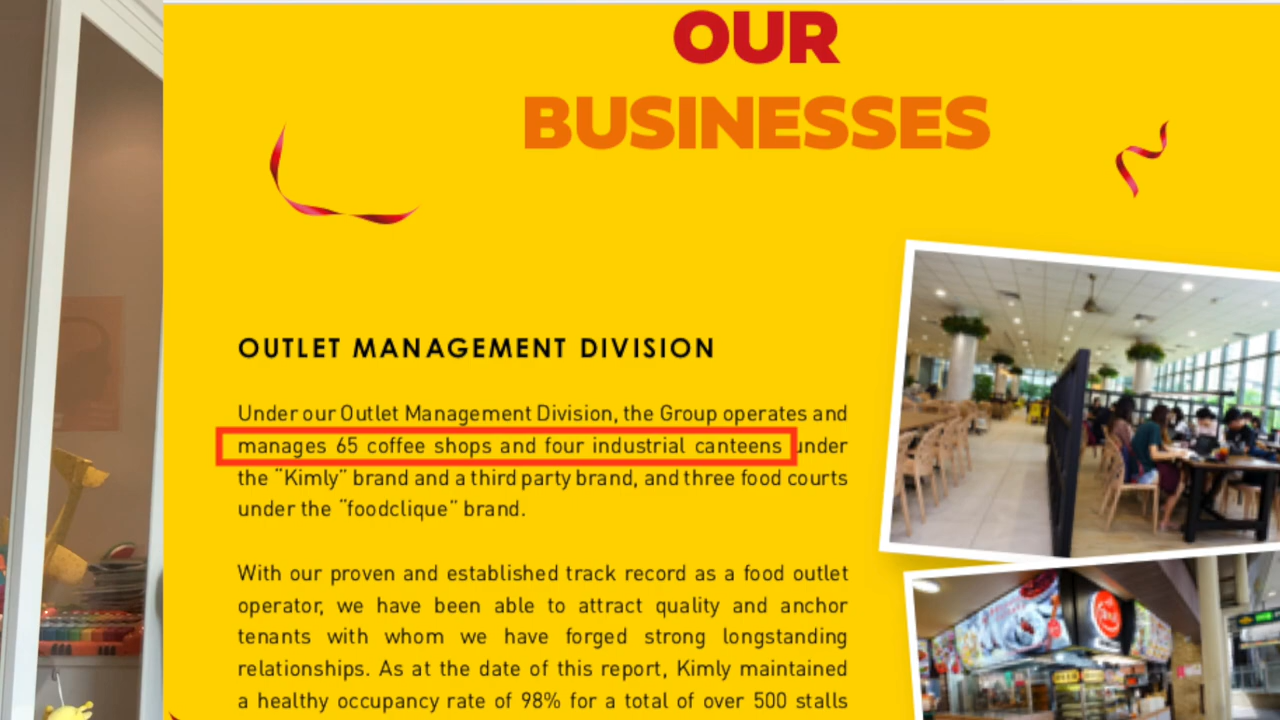 OUR
BUSINESSES
OUTLET MANAGEMENT DIVISION
Under our Outlet Management Division, the Group operates and
manages 65 coffee shops and four industrial canteens under
the "Kimly" brand and a third party brand, and three food courts
under the "foodclique" brand.
With our proven and established track record as a food outlet
operator, we have been able to attract quality and anchor
tenants with whom we have forged strong longstanding
relationships. As at the date of this report, Kimly maintained
a healthy occupancy rate of 98% for a total of over 500 stalls